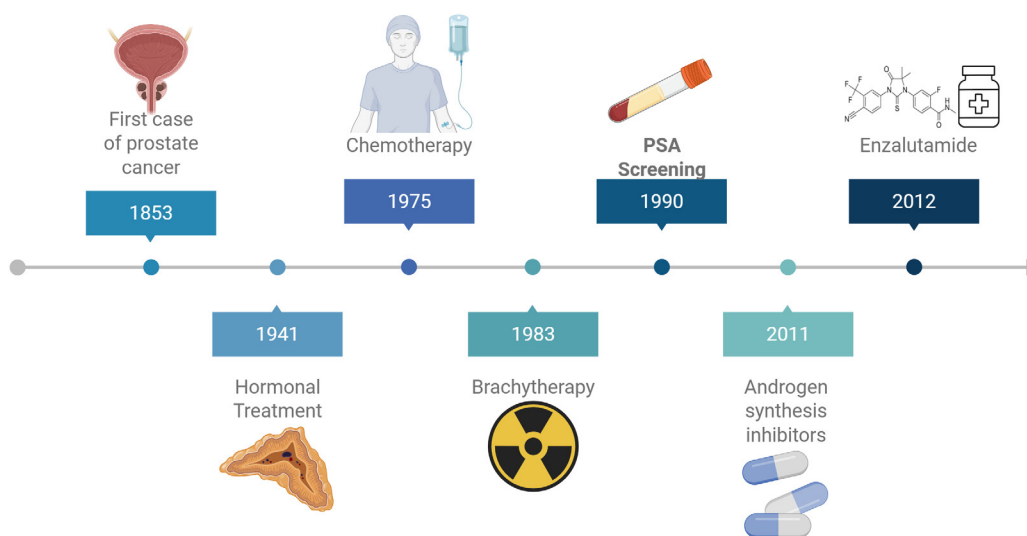 First case
of prostate
cancer
1853
Chemotherapy
1975
PSA
Screening
1990
F
F
F
N
O
N
S
F
O
H
N
N
Enzalutamide
2012
1941
Hormonal
Treatment
1983
Brachytherapy
2011
Androgen
synthesis
inhibitors